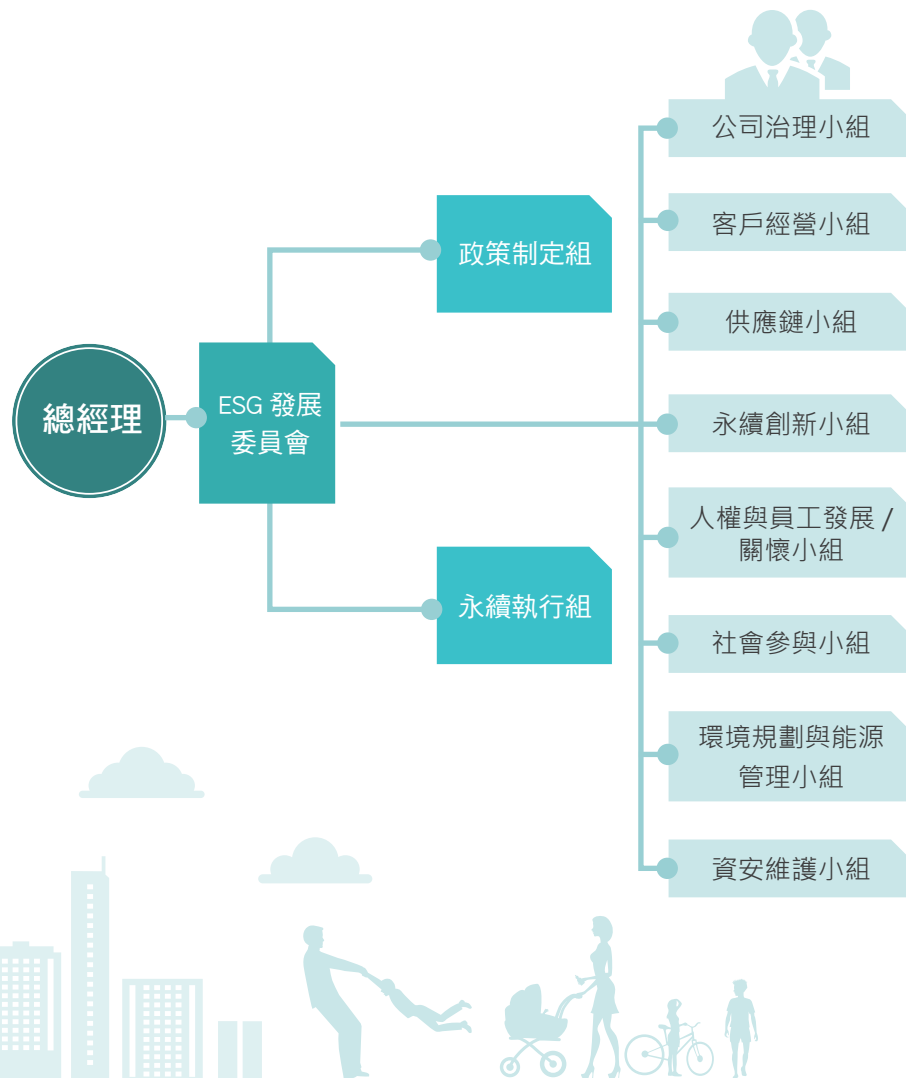 總經理
ESG 發展
委員會
政策制定組
永續執行組
公司治理小組
客戶經營小組
供應鏈小組
永續創新小組
人權與員工發展 /
關懷小組
社會參與小組
環境規劃與能源
管理小組
資安維護小組